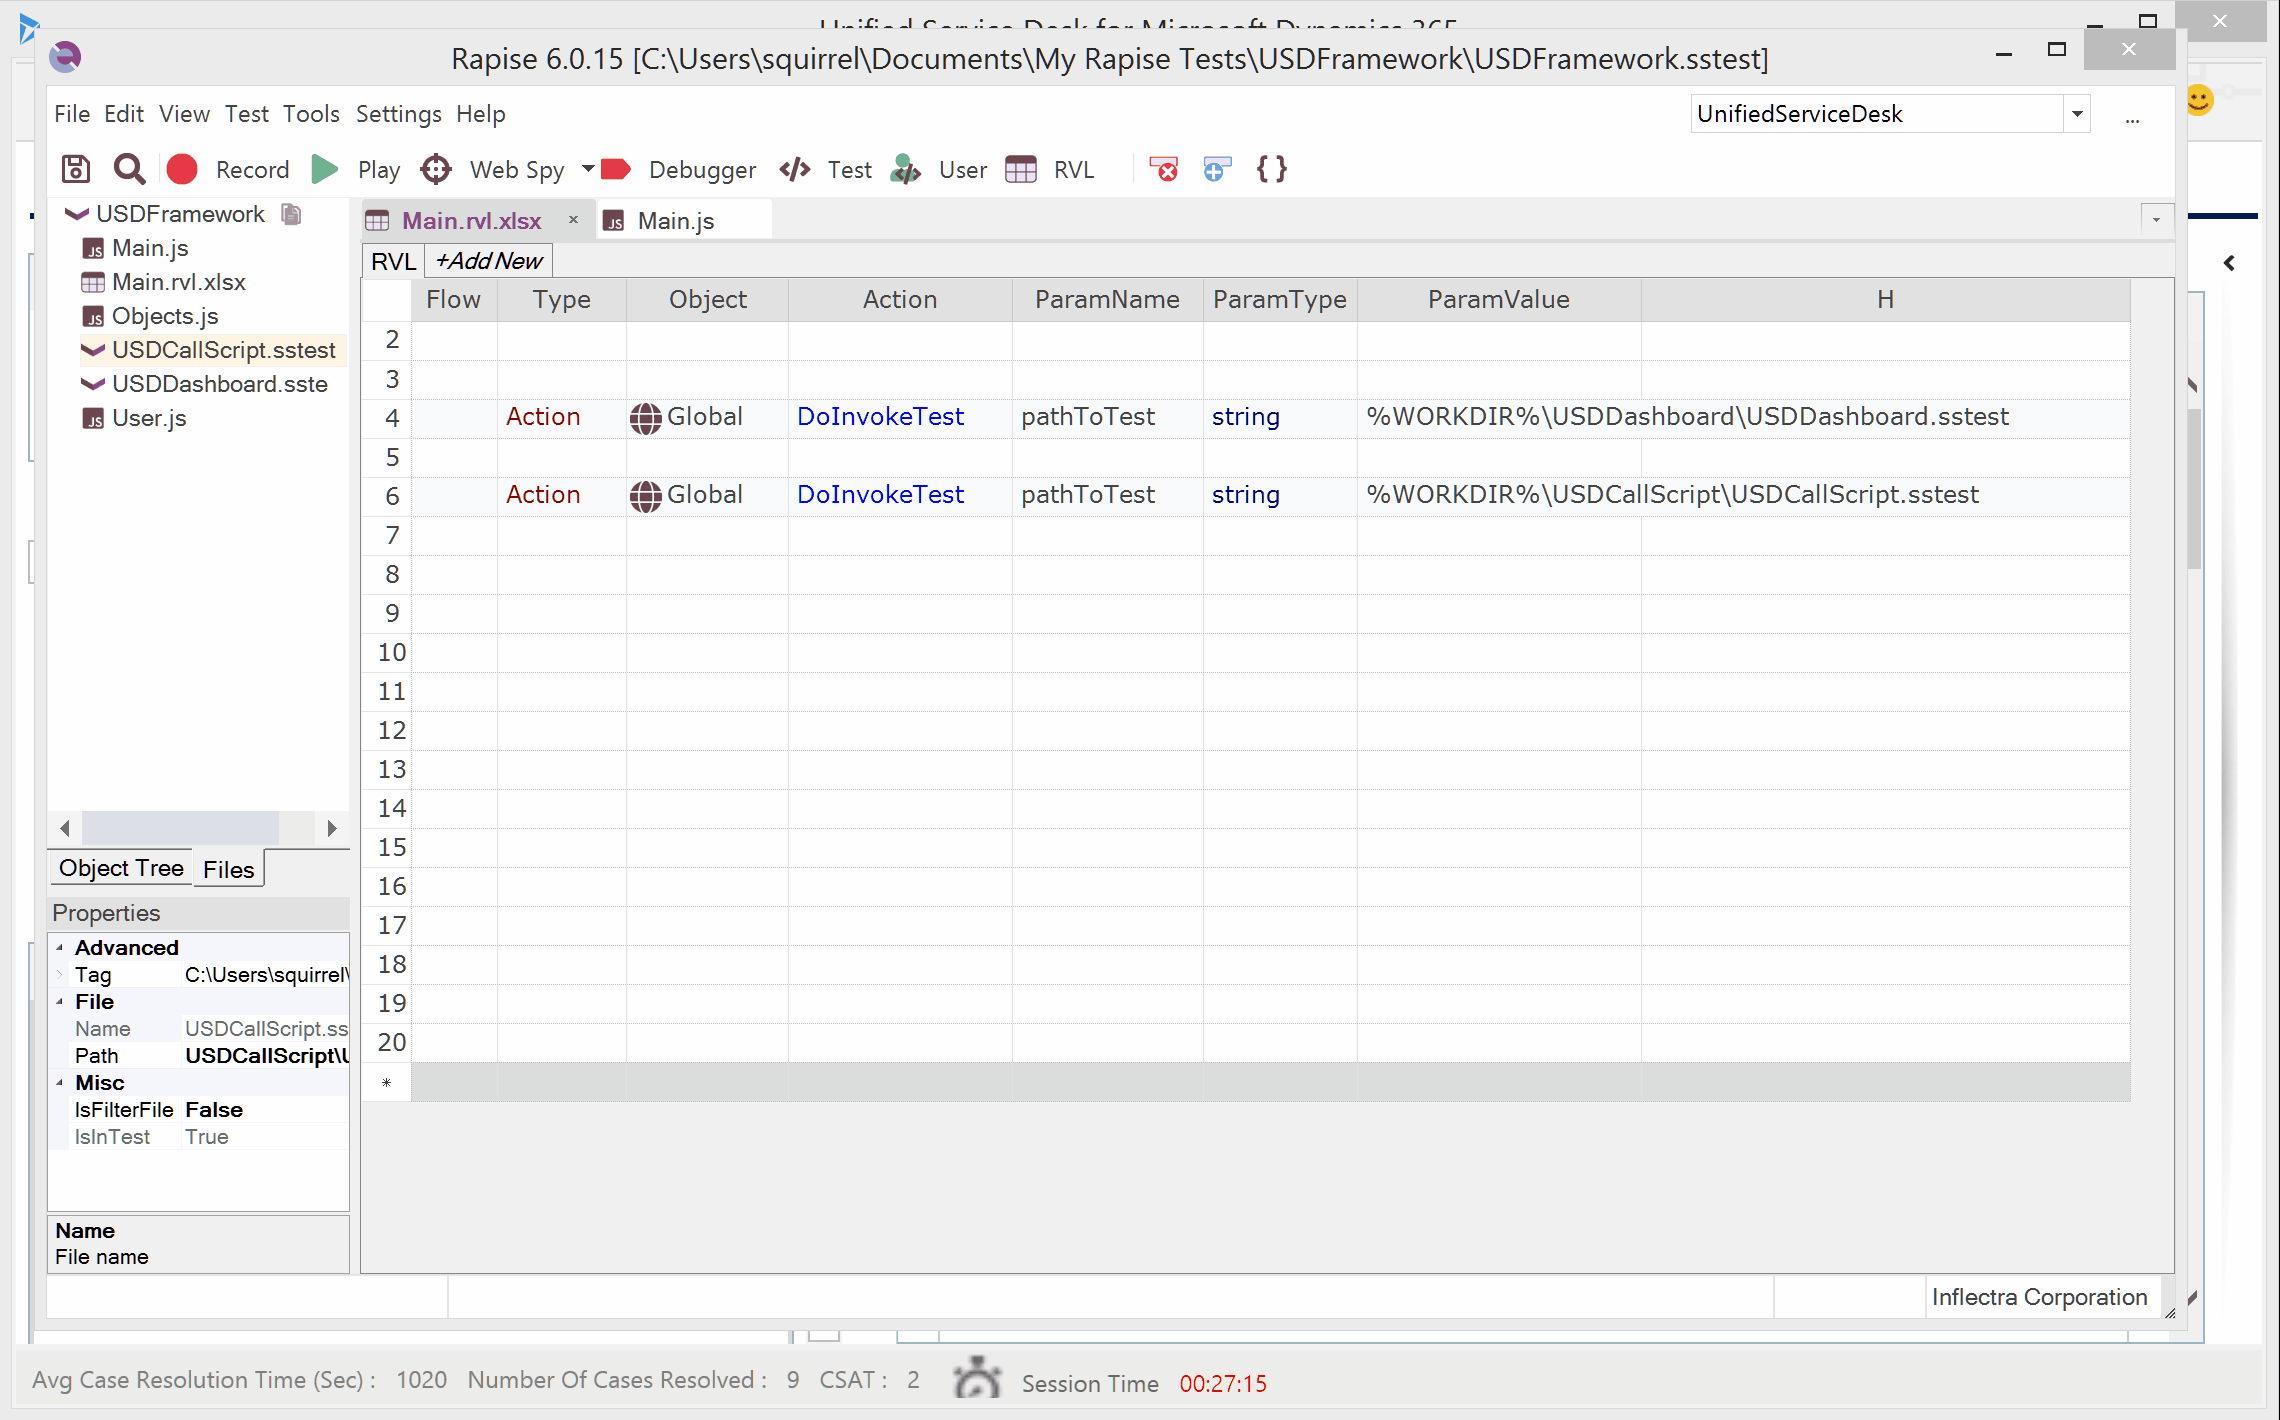 Unified Service Desk for Microsoft Dynamics 365
Rapise 6.0.15 [C:\Users\squirrel\Documents\My Rapise Tests\USDFramework\USDFramework.sstest]
File Edit View Test Tools Settings Help
UnifiedServiceDesk
...
Record Play Web Spy Debugger Test User RVL
USDFramework
Main.js
Main.rvl.xlsx
Objects.js
USDCallScript.sstest
USDDashboard.sste
User.js
Object Tree Files
Properties
Advanced
Tag C:\Users\squirrel\
File
Name USDCallScript.ss
Path USDCallScript\U
Misc
IsFilterFile False
IsInTest True
Name
File name
Main.rvl.xlsx Main.js
RVL +Add New
Flow Type Object Action ParamName ParamType ParamValue H
2
3
4 Action Global DoInvokeTest pathToTest string %WORKDIR%\USDDashboard\USDDashboard.sstest
5
6 Action Global DoInvokeTest pathToTest string %WORKDIR%\USDCallScript\USDCallScript.sstest
7
8
9
10
11
12
13
14
15
16
17
18
19
20
*
Inflectra Corporation
Avg Case Resolution Time (Sec) : 1020 Number Of Cases Resolved : 9 CSAT : 2 Session Time 00:27:15